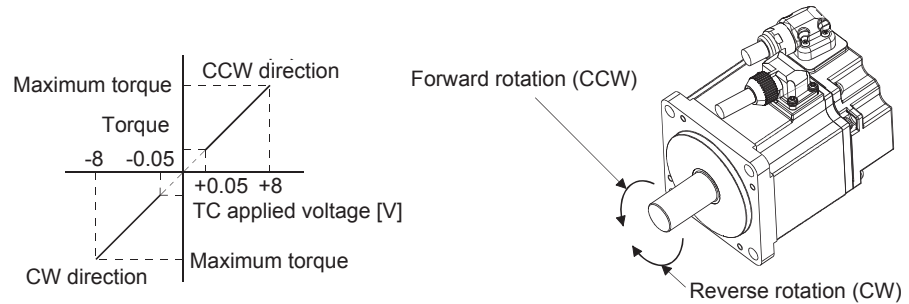 CCW direction
Maximum torque
Torque
-8 -0.05
+0.05 +8
TC applied voltage [V]
CW direction
Maximum torque
Forward rotation (CCW)
Reverse rotation (CW)